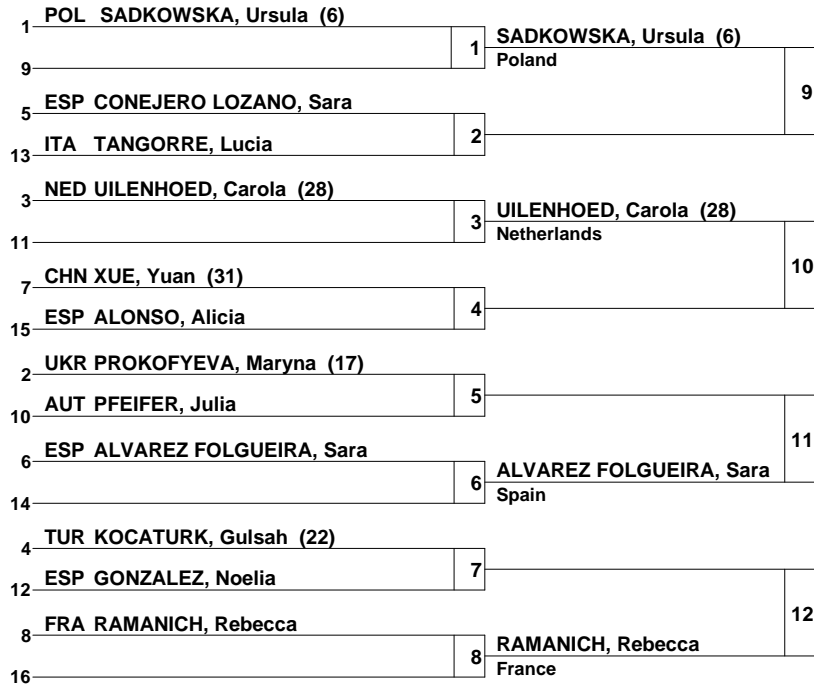 1 POL SADKOWSKA, Ursula (6)
9
1
SADKOWSKA, Ursula (6)
Poland
9
5 ESP CONEJERO LOZANO, Sara
13 ITA TANGORRE, Lucia
2
3 NED UILENHOED, Carola (28)
11
3
UILENHOED, Carola (28)
Netherlands
10
7 CHN XUE, Yuan (31)
15 ESP ALONSO, Alicia
4
2 UKR PROKOFYEVA, Maryna (17)
10 AUT PFEIFER, Julia
5
11
6 ESP ALVAREZ FOLGUEIRA, Sara
14
6
ALVAREZ FOLGUEIRA, Sara
Spain
4 TUR KOCATURK, Gulsah (22)
12 ESP GONZALEZ, Noelia
7
12
8 FRA RAMANICH, Rebecca
16
8
RAMANICH, Rebecca
France